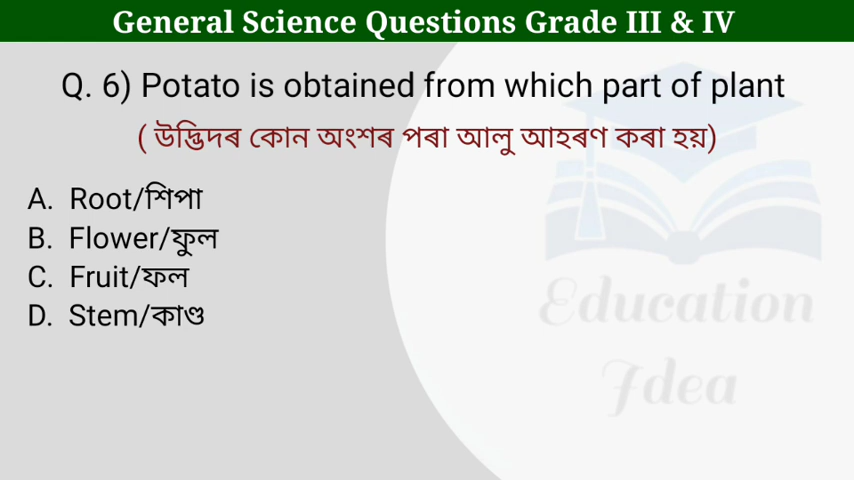 General Science Questions Grade III & IV
Q. 6) Potato is obtained from which part of plant
( উদ্ভিদৰ কোন অংশৰ পৰা আলু আহৰণ কৰা হয়)
A. Root/শিপা
B. Flower/ফুল
C. Fruit/ফল
D. Stem/কাণ্ড
Education
Idea